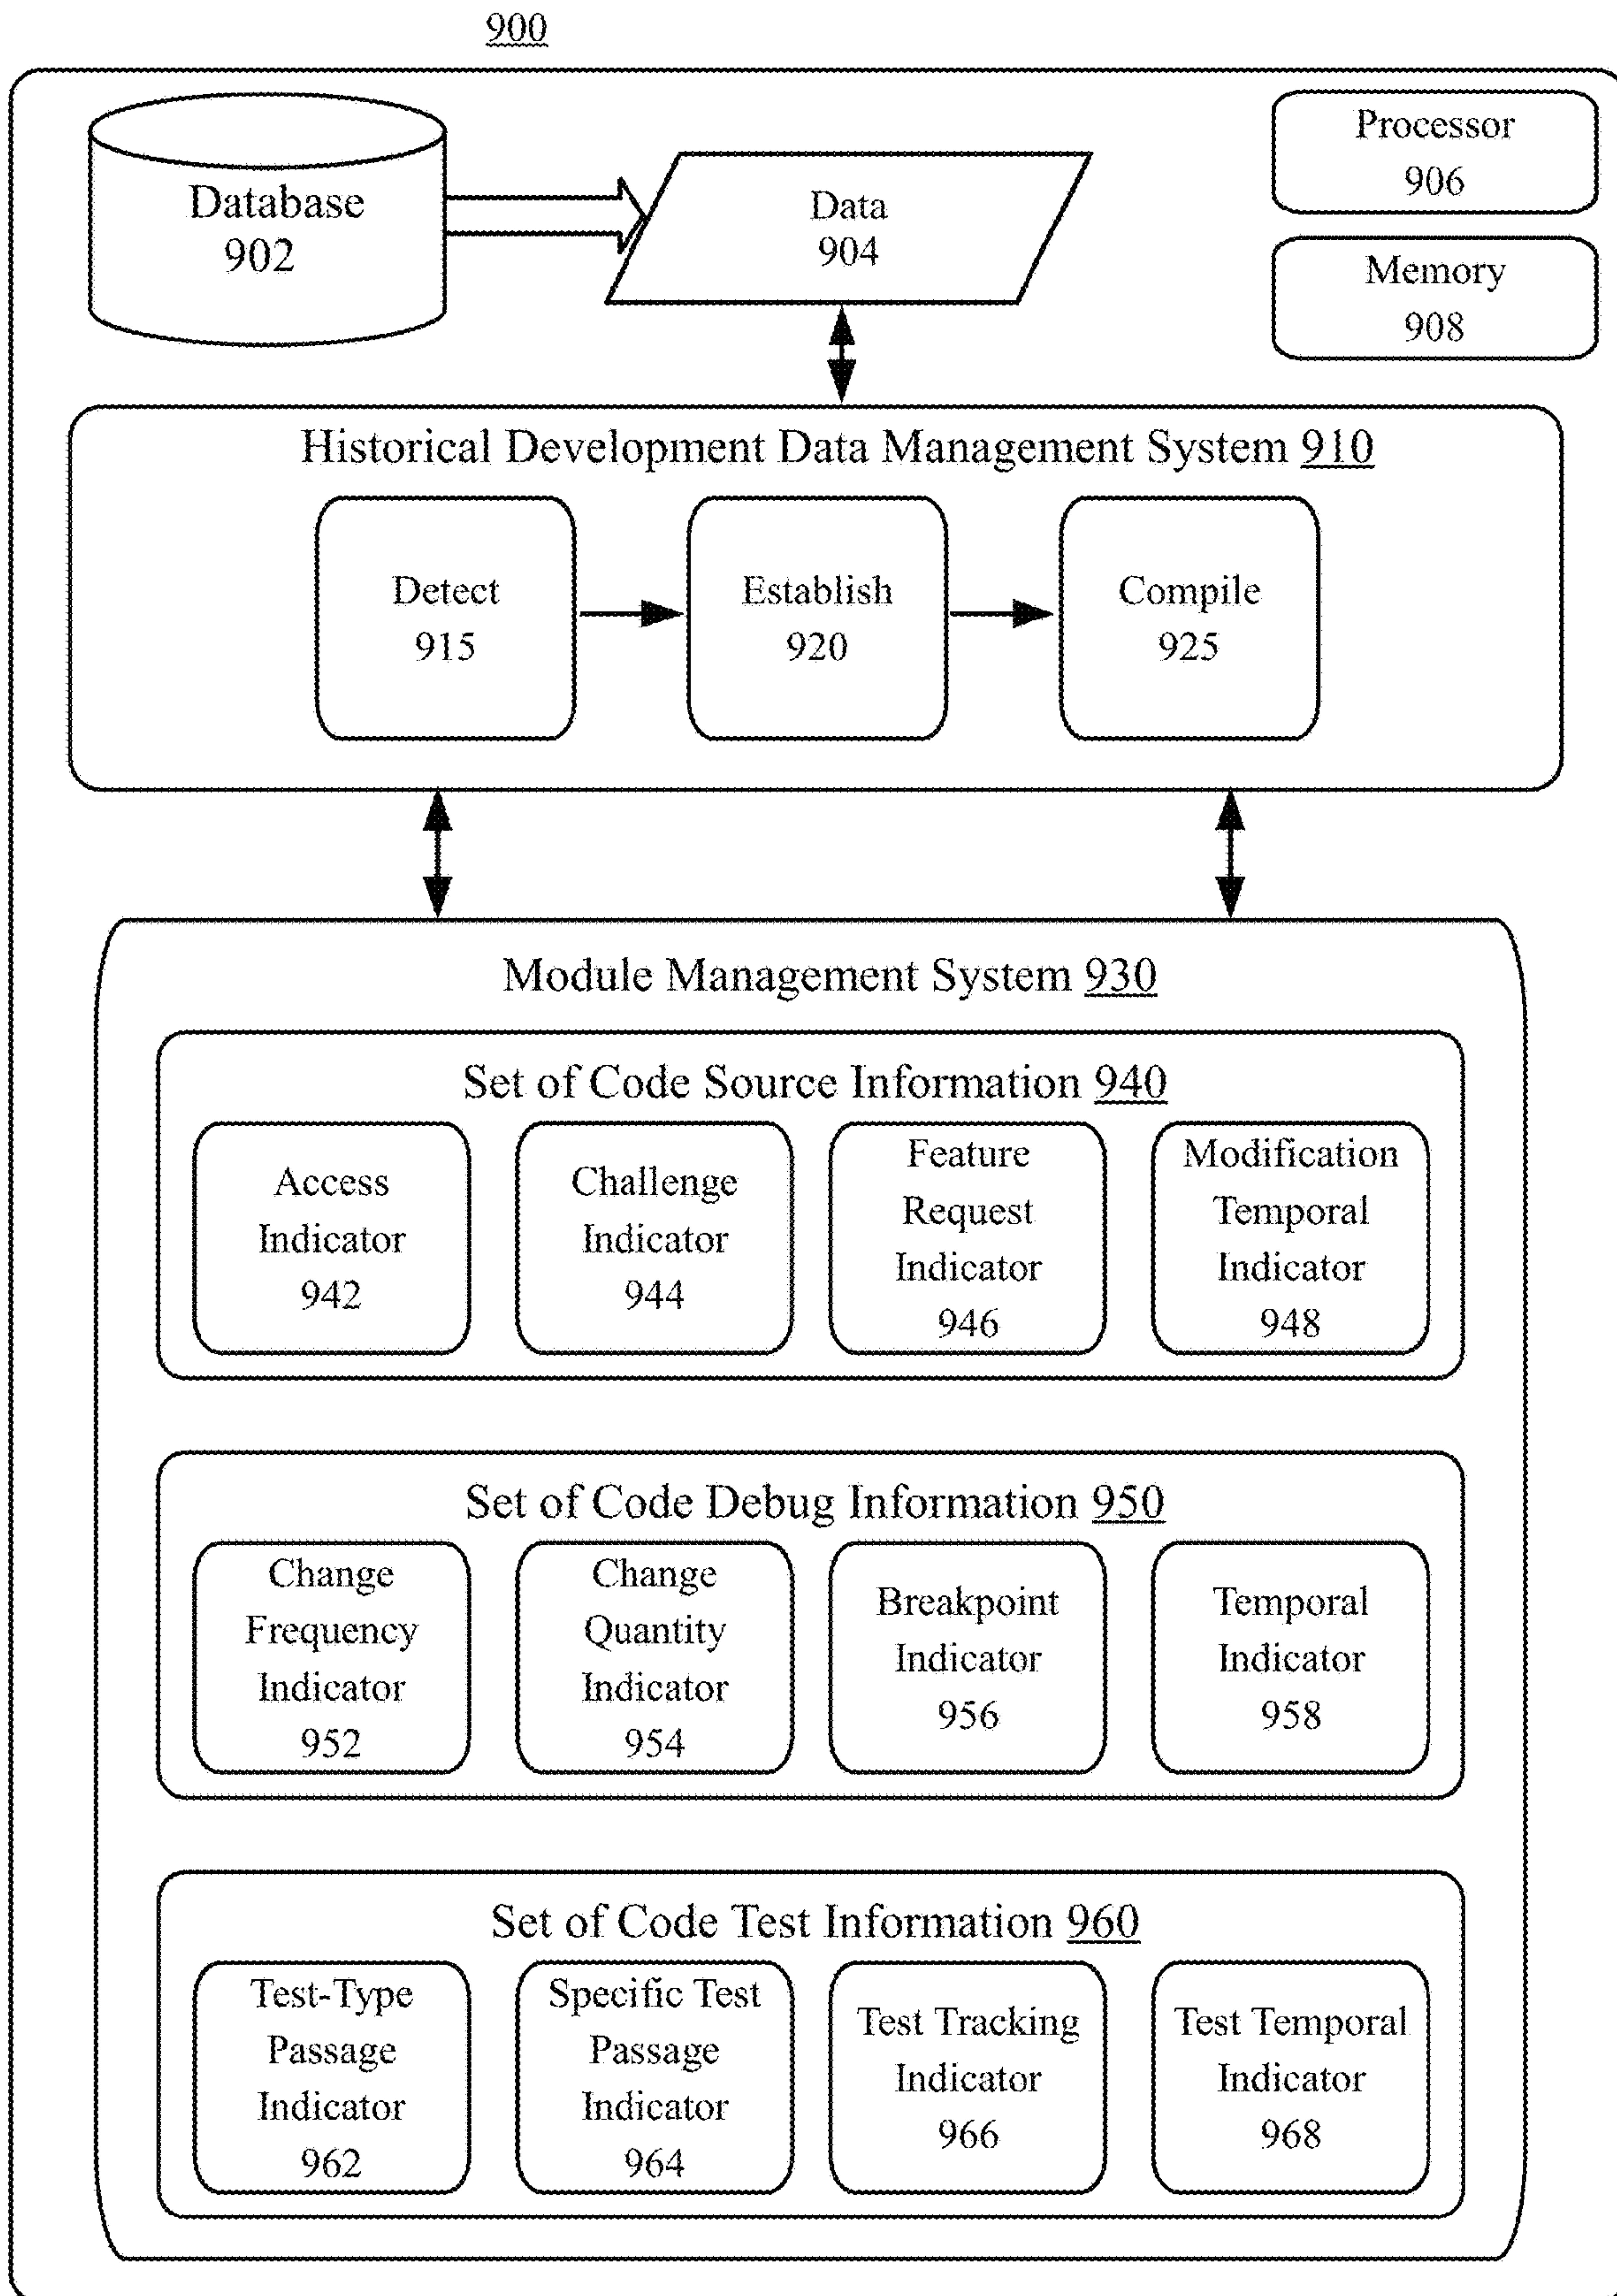 900
Database
902
Data
904
Processor
906
Memory
908
Historical Development Data Management System 910
Detect
915
Establish
920
Compile
925
Module Management System 930
Set of Code Source Information 940
Access
Indicator
942
Challenge
Indicator
944
Feature
Request
Indicator
946
Modification
Temporal
Indicator
948
Set of Code Debug Information 950
Change
Frequency
Indicator
952
Change
Quantity
Indicator
954
Breakpoint
Indicator
956
Temporal
Indicator
958
Set of Code Test Information 960
Test-Type
Passage
Indicator
962
Specific Test
Passage
Indicator
964
Test Tracking
Indicator
966
Test Temporal
Indicator
968